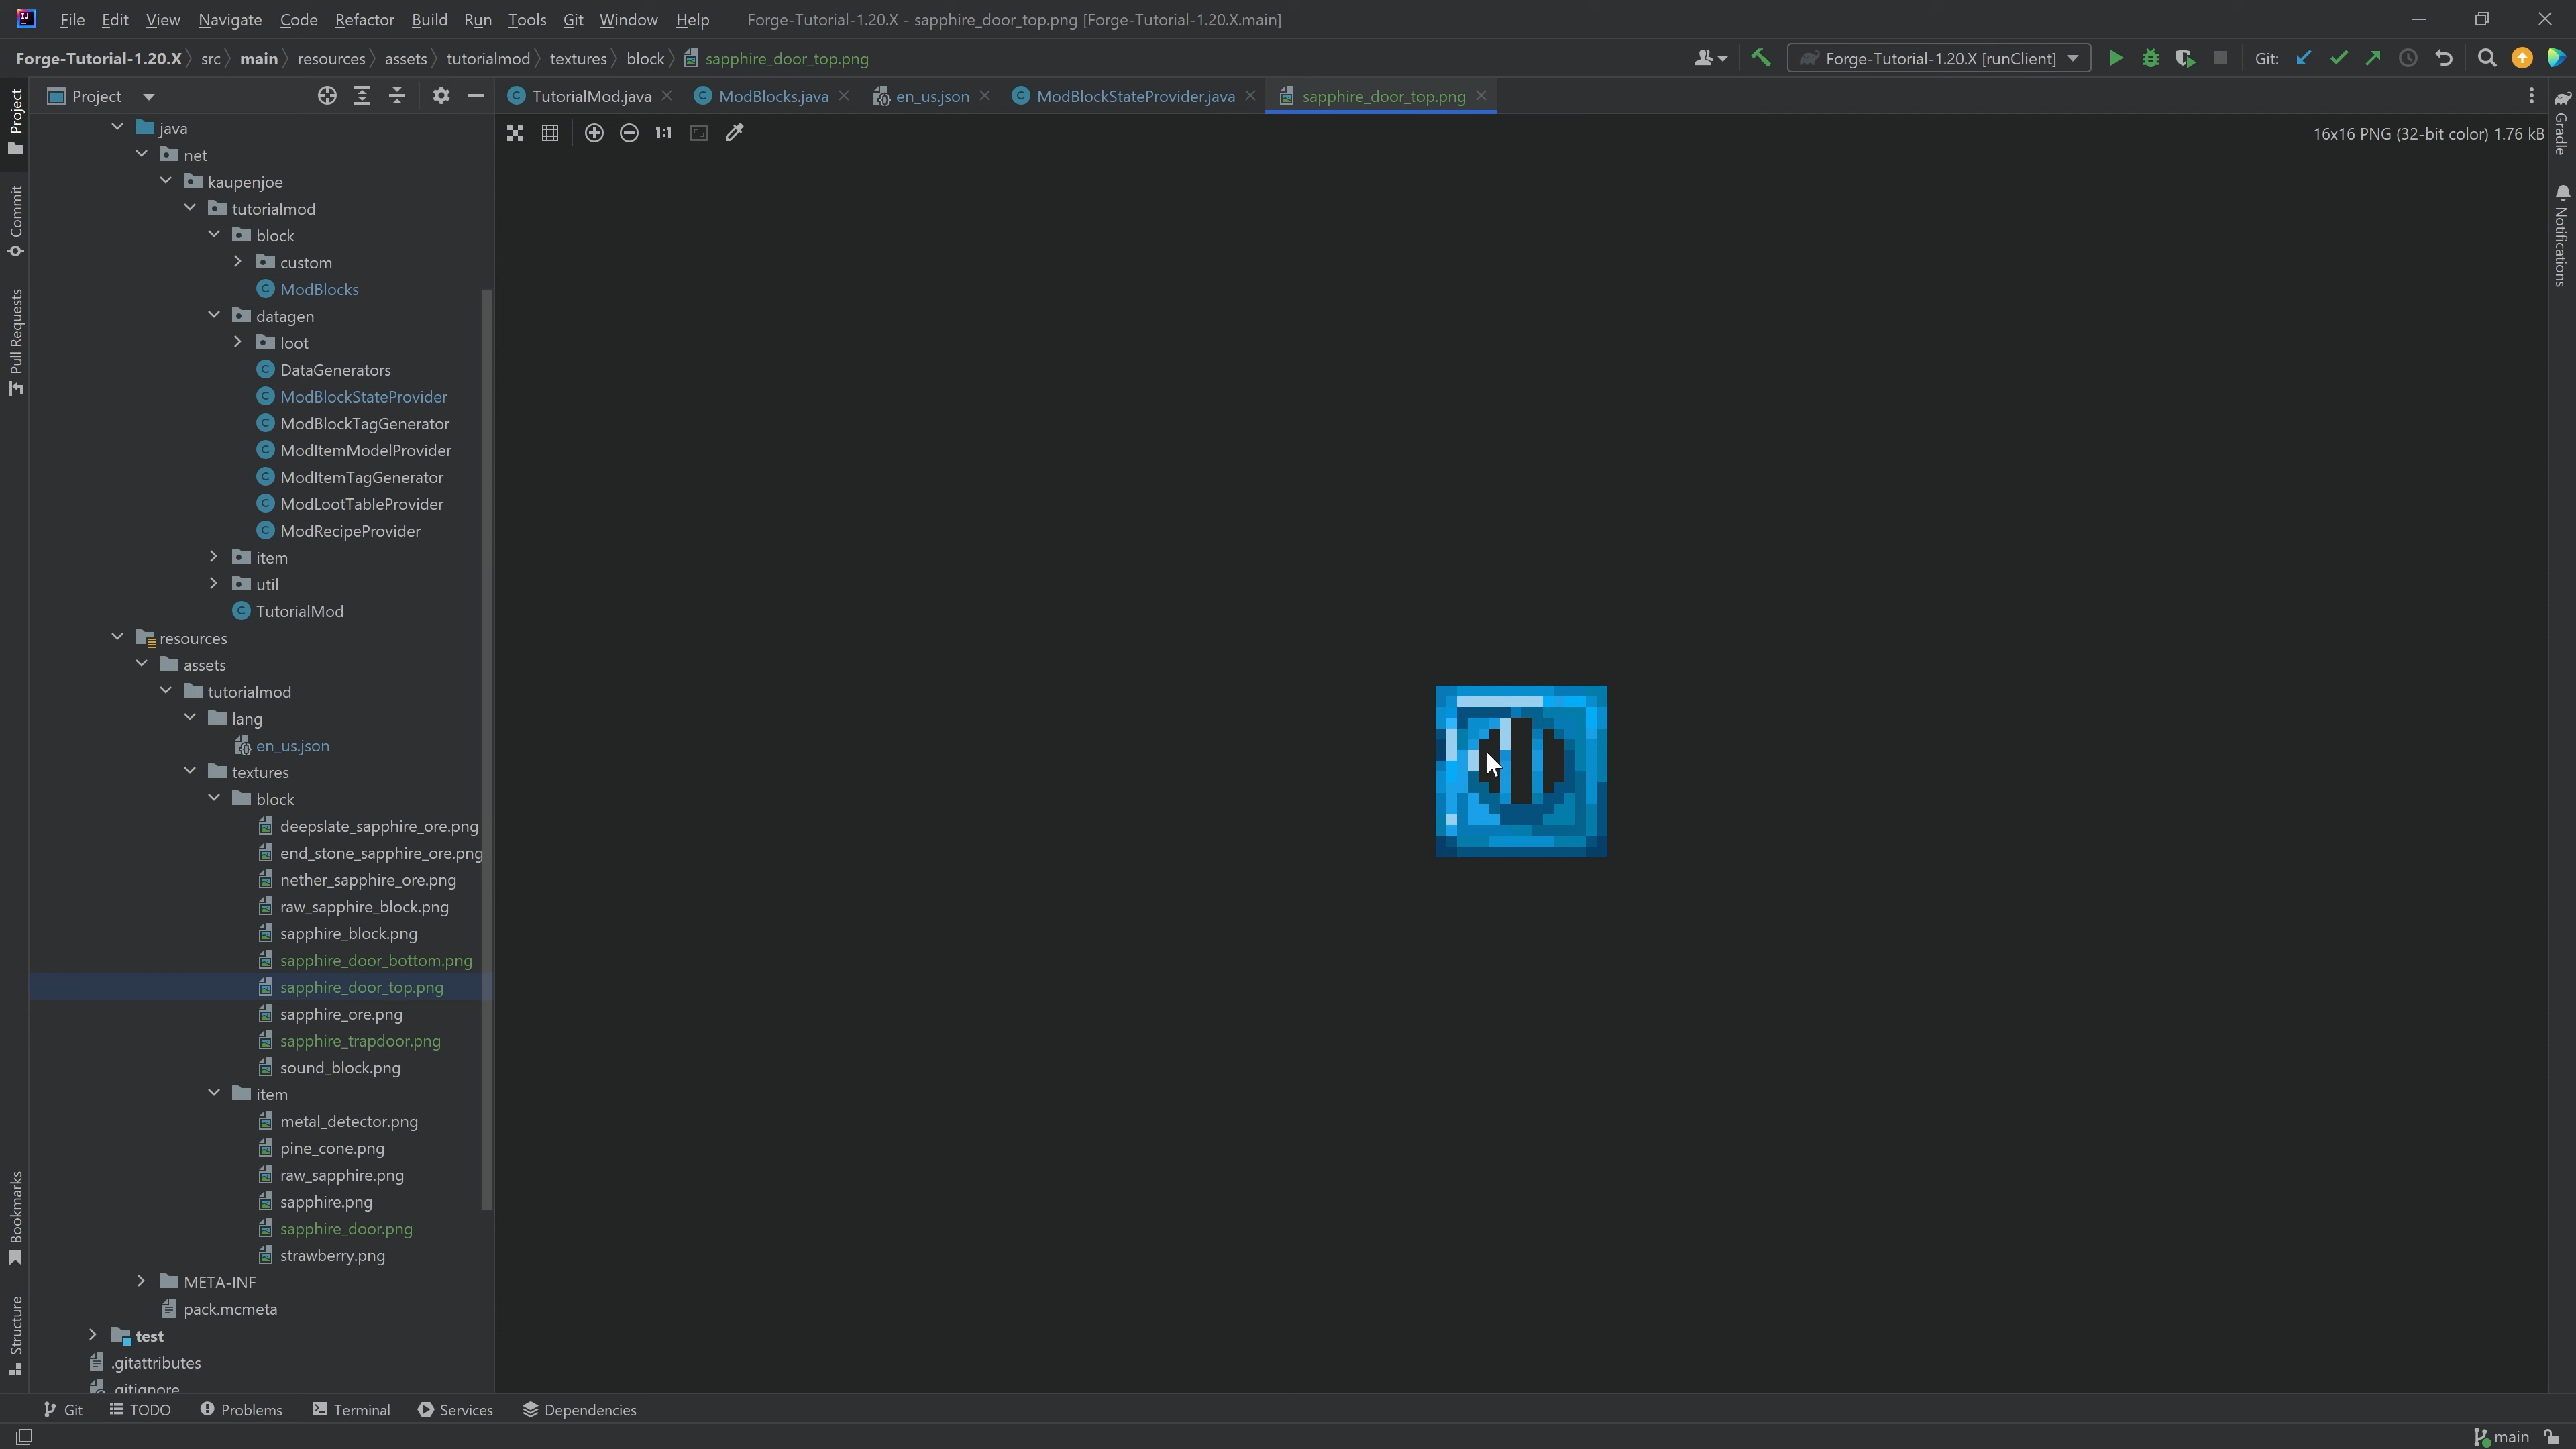 File Edit View Navigate Code Refactor Build Run Tools Git Window Help Forge-Tutorial-1.20.X - sapphire_door_top.png [Forge-Tutorial-1.20.X.main]
Forge-Tutorial-1.20.X src main resources assets tutorialmod textures block sapphire_door_top.png Forge-Tutorial-1.20.X [runClient] Git:
Project TutorialMod.java ModBlocks.java en_us.json ModBlockStateProvider.java sapphire_door_top.png
16x16 PNG (32-bit color) 1.76 kB
Project
Commit
Pull Requests
Bookmarks
Structure
java
net
kaupenjoe
tutorialmod
block
custom
ModBlocks
datagen
loot
DataGenerators
ModBlockStateProvider
ModBlockTagGenerator
ModItemModelProvider
ModItemTagGenerator
ModLootTableProvider
ModRecipeProvider
item
util
TutorialMod
resources
assets
tutorialmod
lang
en_us.json
textures
block
deepslate_sapphire_ore.png
end_stone_sapphire_ore.png
nether_sapphire_ore.png
raw_sapphire_block.png
sapphire_block.png
sapphire_door_bottom.png
sapphire_door_top.png
sapphire_ore.png
sapphire_trapdoor.png
sound_block.png
item
metal_detector.png
pine_cone.png
raw_sapphire.png
sapphire.png
sapphire_door.png
strawberry.png
META-INF
pack.mcmeta
test
.gitattributes
.gitignore
1:1
Gradle
Notifications
Git TODO Problems Terminal Services Dependencies
main